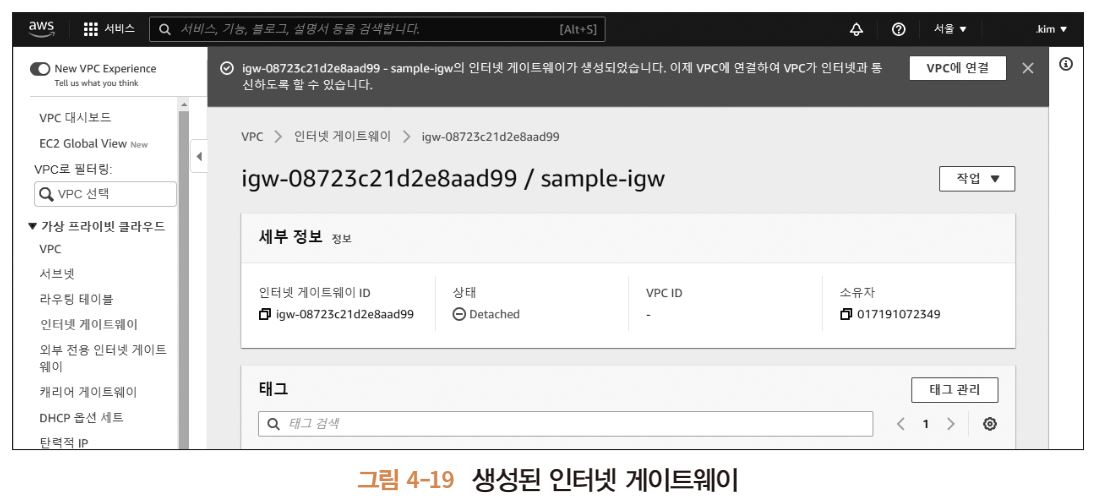 aws
서비스
서비스, 기능, 블로그, 설명서 등을 검색합니다.
[Alt+S]
서울 ▼
.kim ▼
New VPC Experience
Tell us what you think
VPC 대시보드
EC2 Global View New
VPC로 필터링:
VPC 선택
▼ 가상 프라이빗 클라우드
VPC
서브넷
라우팅 테이블
인터넷 게이트웨이
외부 전용 인터넷 게이트
웨이
캐리어 게이트웨이
DHCP 옵션 세트
탄력적 IP
igw-08723c21d2e8aad99 - sample-igw의 인터넷 게이트웨이가 생성되었습니다. 이제 VPC에 연결하여 VPC가 인터넷과 통
신하도록 할 수 있습니다.
VPC에 연결
VPC > 인터넷 게이트웨이 > igw-08723c21d2e8aad99
igw-08723c21d2e8aad99 / sample-igw
작업 ▼
세부 정보 정보
인터넷 게이트웨이 ID
igw-08723c21d2e8aad99
상태
Detached
VPC ID
-
소유자
017191072349
태그
태그 관리
태그 검색
< 1 >
그림 4-19 생성된 인터넷 게이트웨이